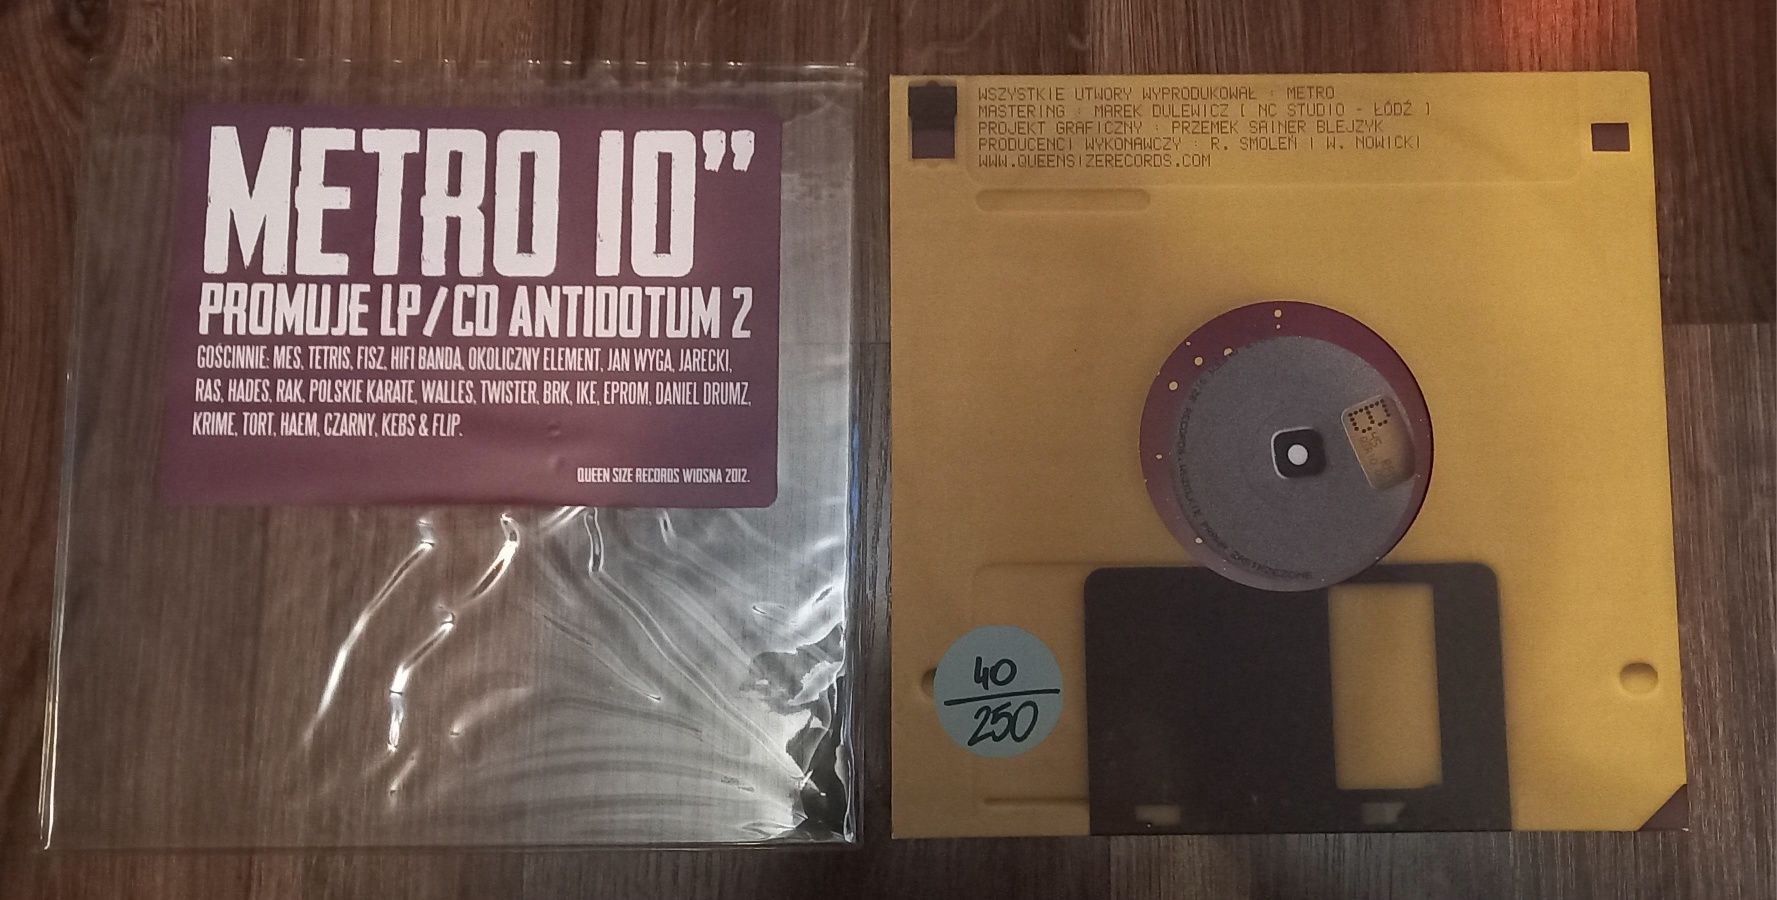 METRO 10”
PROMUJE LP/CD ANTIDOTUM 2
GOŚCINNIE: MES, TETRIS, FISZ, HIFI BANDA, OKOLICZNY ELEMENT, JAN WYGA, JARECKI,
RAS, HADES, RAK, POLSKIE KARATE, WALLES, TWISTER, BRK, IKE, EPROM, DANIEL DRUMZ,
KRIME, TORT, HAEM, CZARNY, KEBS & FLIP.
QUEEN SIZE RECORDS WIOSNA 2012.
WSZYSTKIE UTWORY WYPRODUKOWAŁ : METRO
MASTERING : MAREK DULEWICZ [ NC STUDIO - ŁÓDŹ ]
PROJEKT GRAFICZNY : PRZEMEK SAINER BLEJZYK
PRODUCENCI WYKONAWCZY : R. SMOLEŃ I W. NOWICKI
WWW.QUEENSIZERECORDS.COM
ZASTRZEŻONE
45
40
250